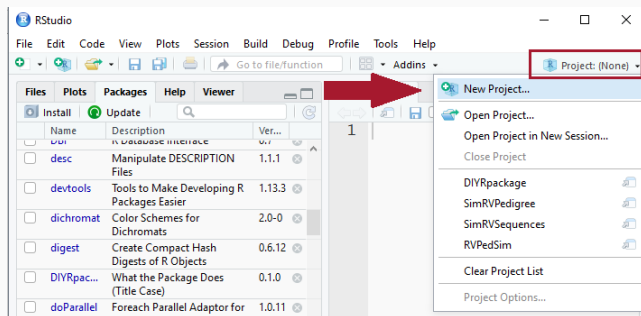 RStudio
File Edit Code View Plots Session Build Debug Profile Tools Help
Go to file/function Addins Project: (None)
Files Plots Packages Help Viewer
Install Update
Name Description Ver...
DBI R Database Interface 0.7
desc Manipulate DESCRIPTION 1.1.1
Files
devtools Tools to Make Developing R 1.13.3
Packages Easier
dichromat Color Schemes for 2.0-0
Dichromats
digest Create Compact Hash 0.6.12
Digests of R Objects
DIYRpac... What the Package Does 0.1.0
(Title Case)
doParallel Foreach Parallel Adaptor for 1.0.11
1
New Project...
Open Project...
Open Project in New Session...
Close Project
DIYRpackage
SimRVPedigree
SimRVSequences
RVPedSim
Clear Project List
Project Options...